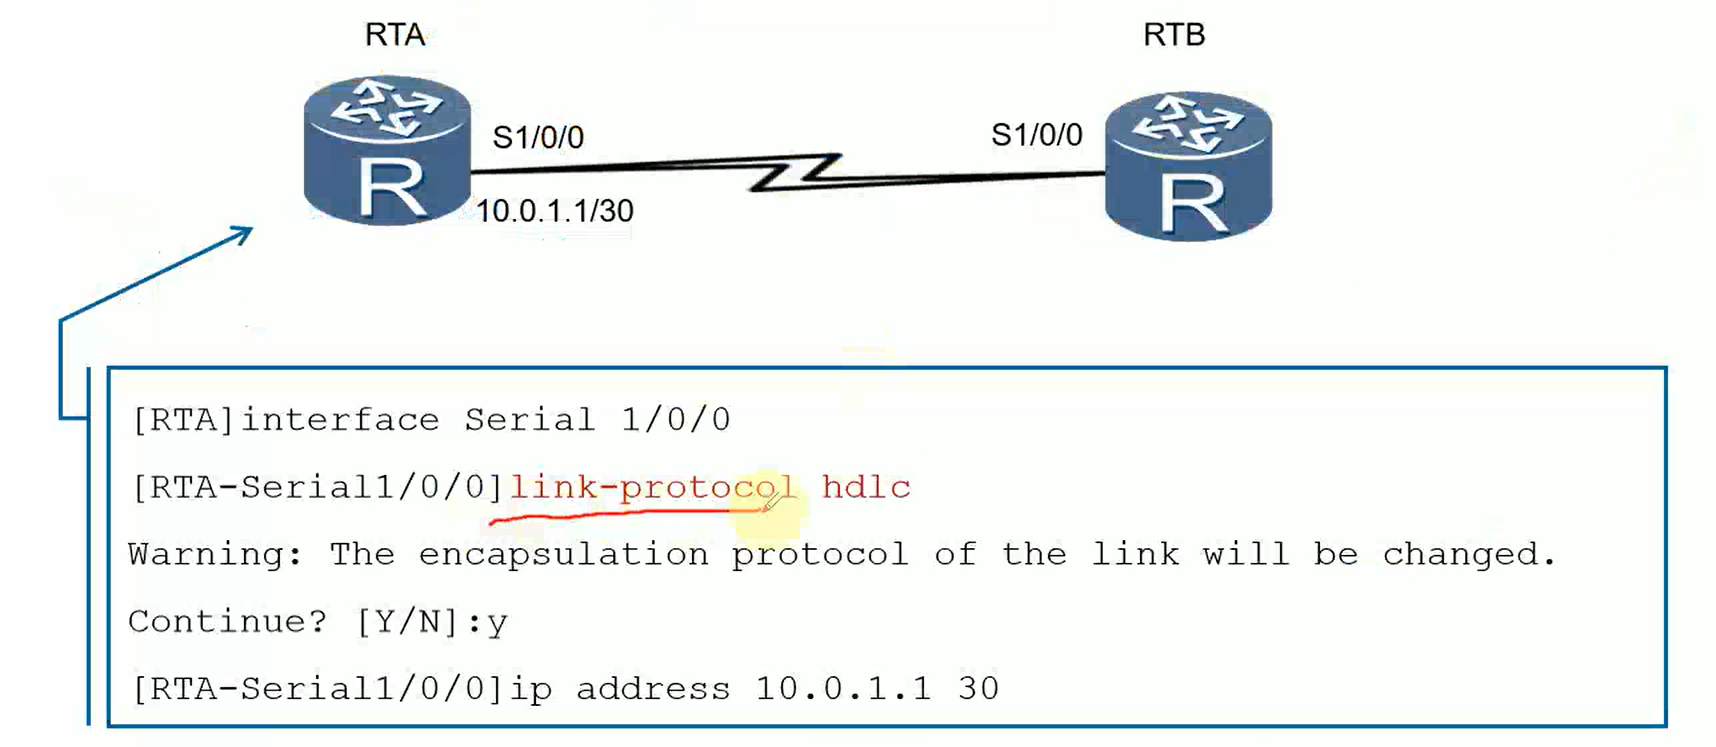 RTA
RTB
S1/0/0
S1/0/0
R
R
10.0.1.1/30
[RTA]interface Serial 1/0/0
[RTA-Serial1/0/0]link-protocol hdlc
Warning: The encapsulation protocol of the link will be changed.
Continue? [Y/N]:y
[RTA-Serial1/0/0]ip address 10.0.1.1 30